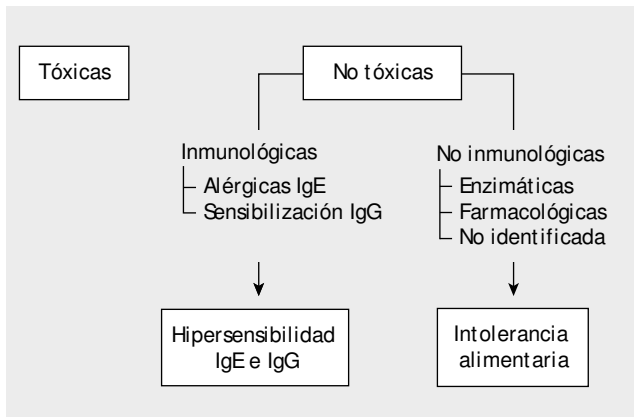 Tóxicas
No tóxicas
Inmunológicas
Alérgicas IgE
Sensibilización IgG
No inmunológicas
Enzimáticas
Farmacológicas
No identificada
Hipersensibilidad
IgE e IgG
Intolerancia
alimentaria